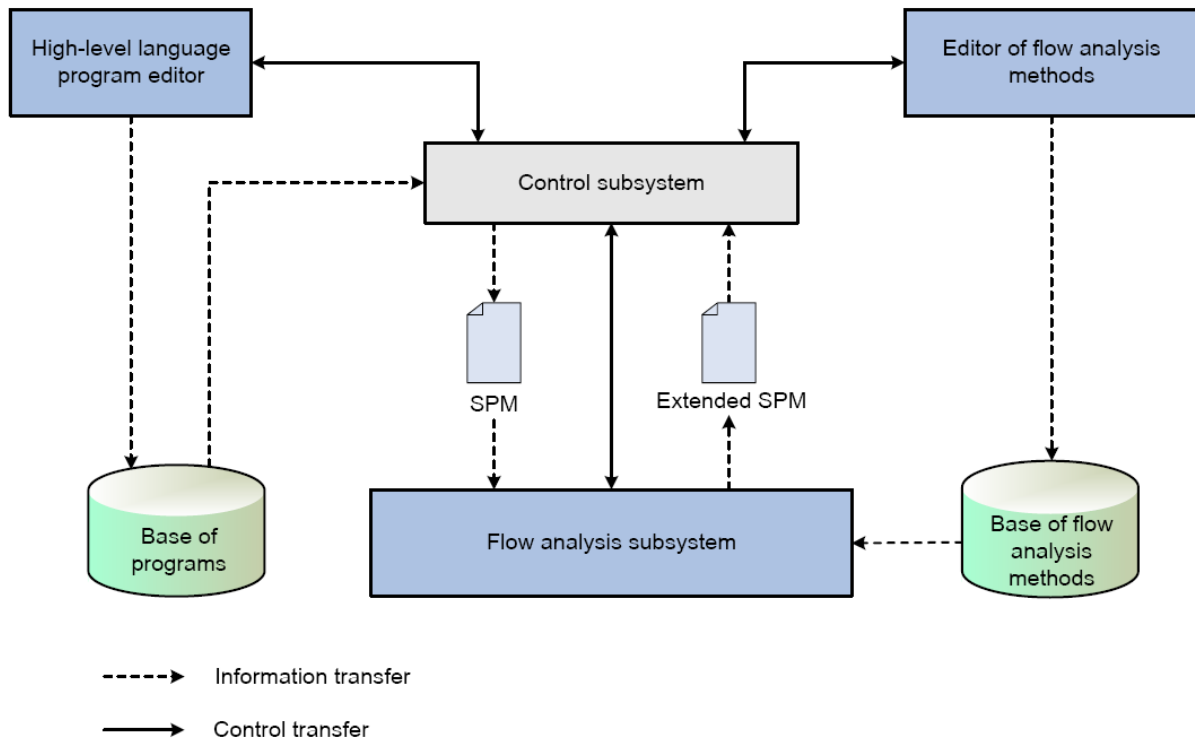 High-level language
program editor
Editor of flow analysis
methods
Control subsystem
SPM
Extended SPM
Base of
programs
Flow analysis subsystem
Base of flow
analysis
methods
Information transfer
Control transfer